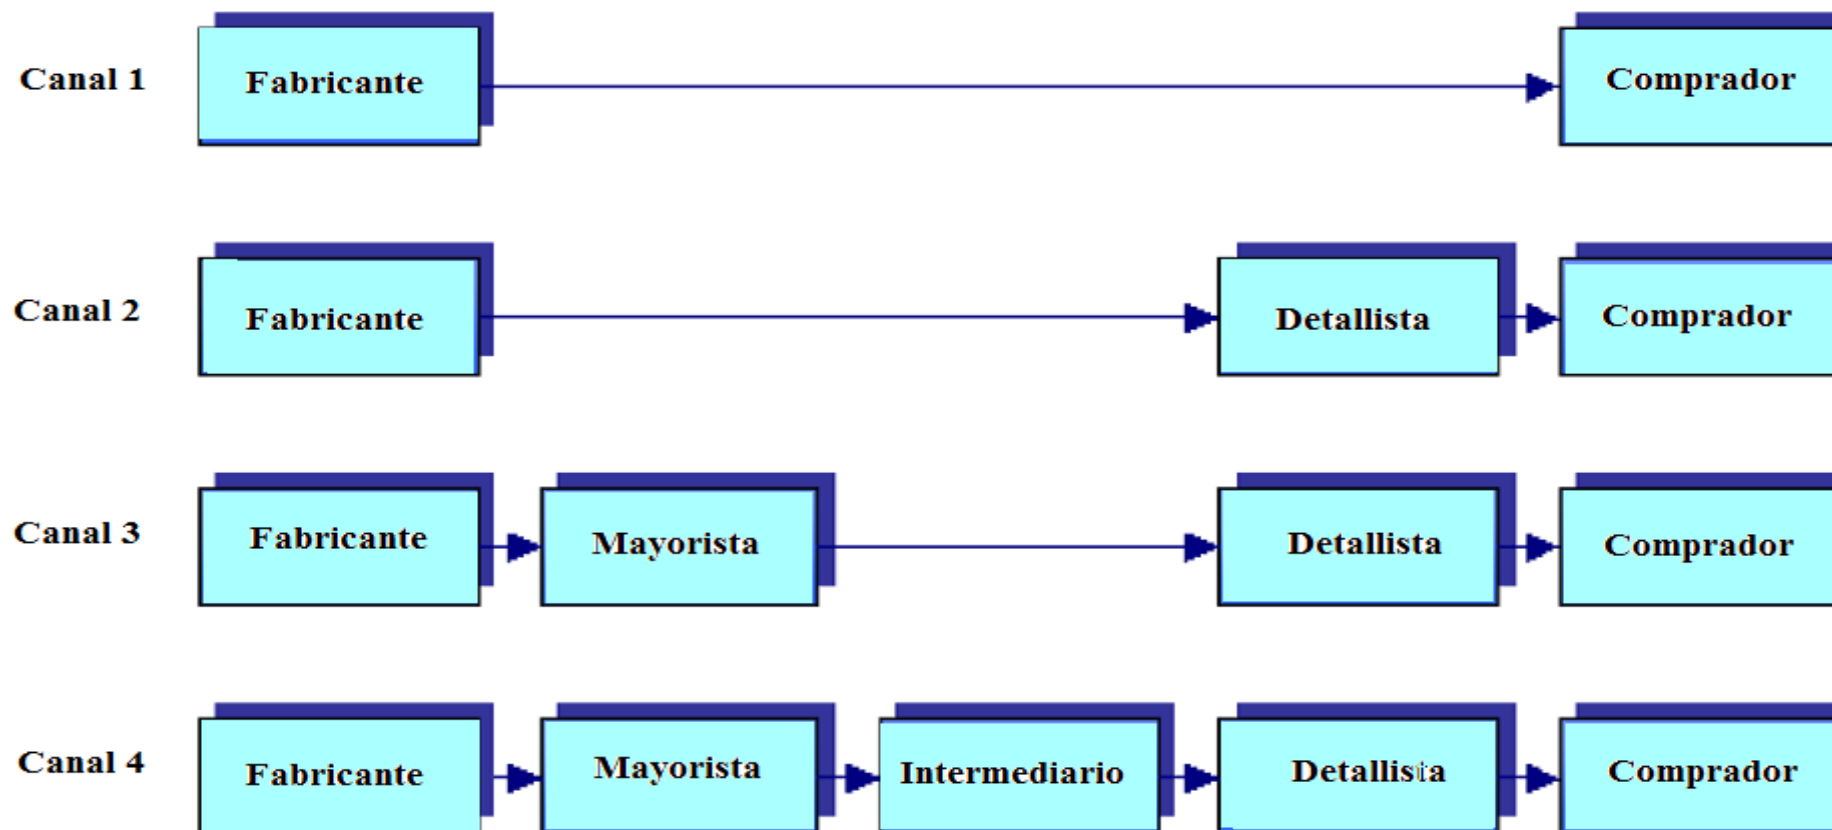 Canal 1 Fabricante Comprador
Canal 2 Fabricante Detallista Comprador
Canal 3 Fabricante Mayorista Detallista Comprador
Canal 4 Fabricante Mayorista Intermediario Detallista Comprador